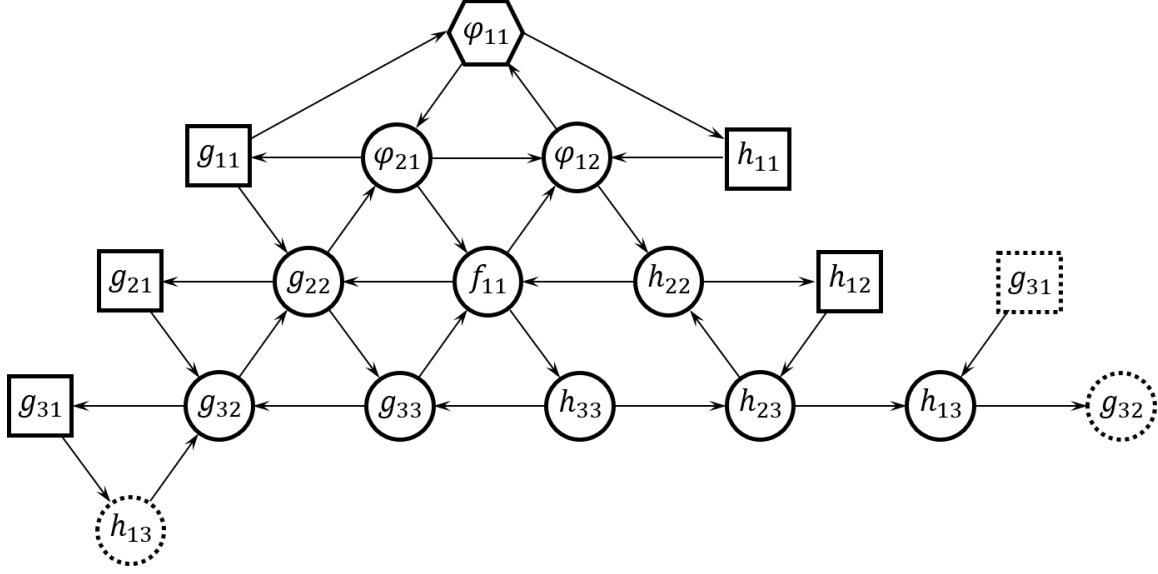 φ₁₁
g₁₁ φ₂₁ φ₁₂ h₁₁
g₂₁ g₂₂ f₁₁ h₂₂ h₁₂ g₃₁
g₃₁ g₃₂ g₃₃ h₃₃ h₂₃ h₁₃ g₃₂
h₁₃